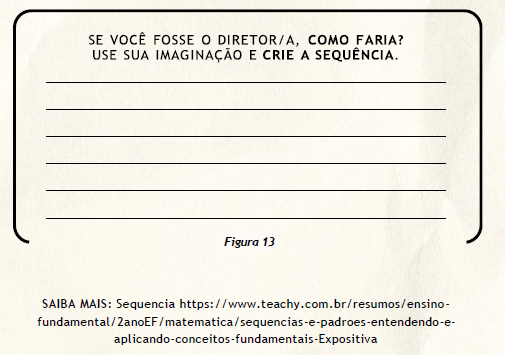 SE VOCÊ FOSSE O DIRETOR/A, COMO FARIA?
USE SUA IMAGINAÇÃO E CRIE A SEQUÊNCIA.
Figura 13
SAIBA MAIS: Sequencia https://www.teachy.com.br/resumos/ensino-
fundamental/2anoEF/matematica/sequencias-e-padroes-entendendo-e-
aplicando-conceitos-fundamentais-Expositiva